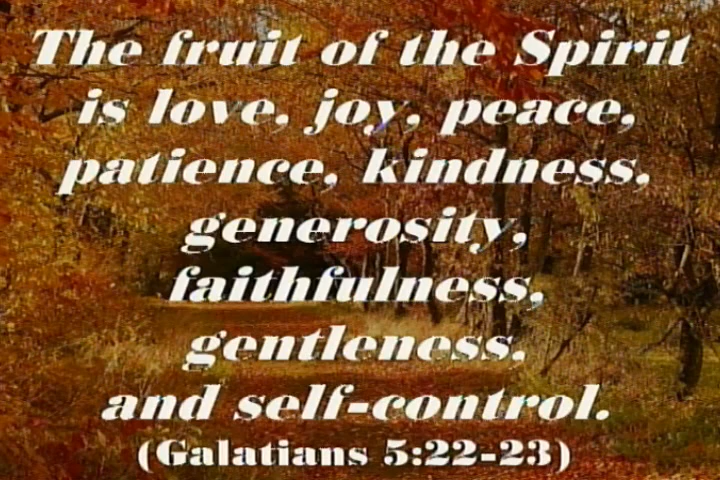 The fruit of the Spirit
is love, joy, peace,
patience, kindness,
generosity,
faithfulness,
gentleness,
and self-control.
(Galatians 5:22-23)